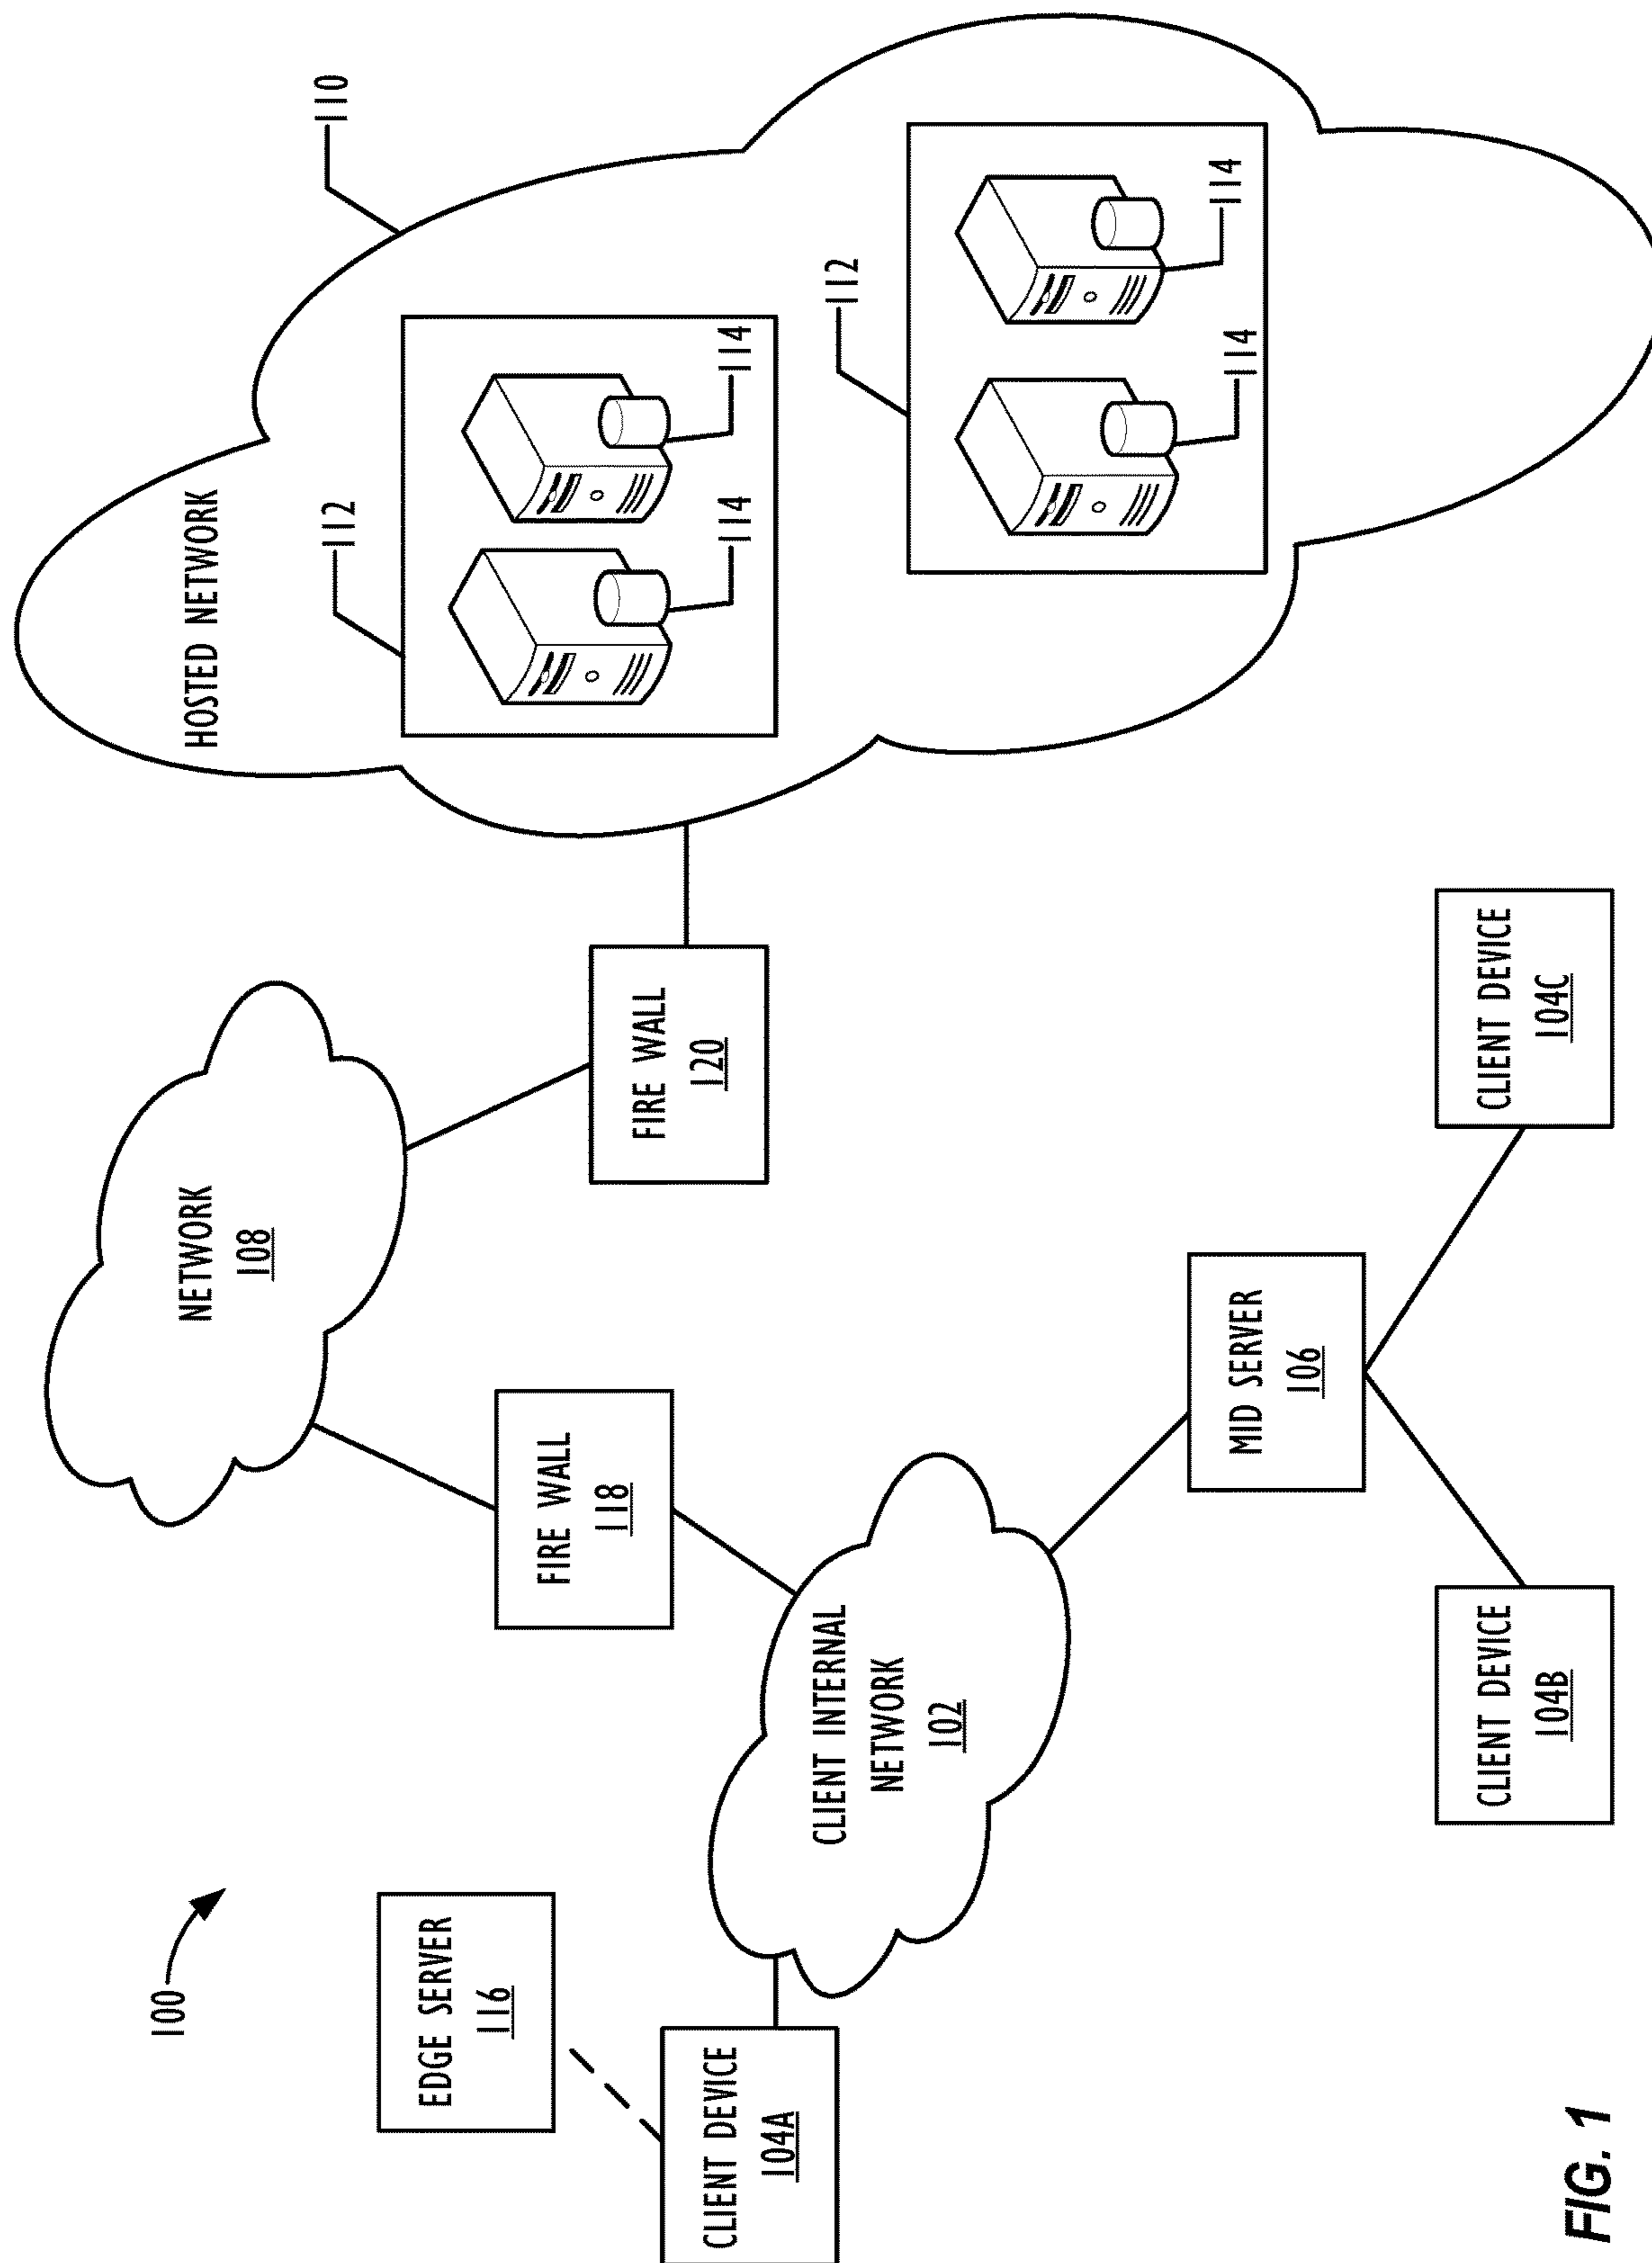 100
NETWORK
108
HOSTED NETWORK
110
112
114
114
112
114
114
EDGE SERVER
116
FIRE WALL
118
FIRE WALL
120
CLIENT DEVICE
104A
CLIENT INTERNAL
NETWORK
102
MID SERVER
106
CLIENT DEVICE
104B
CLIENT DEVICE
104C
FIG. 1